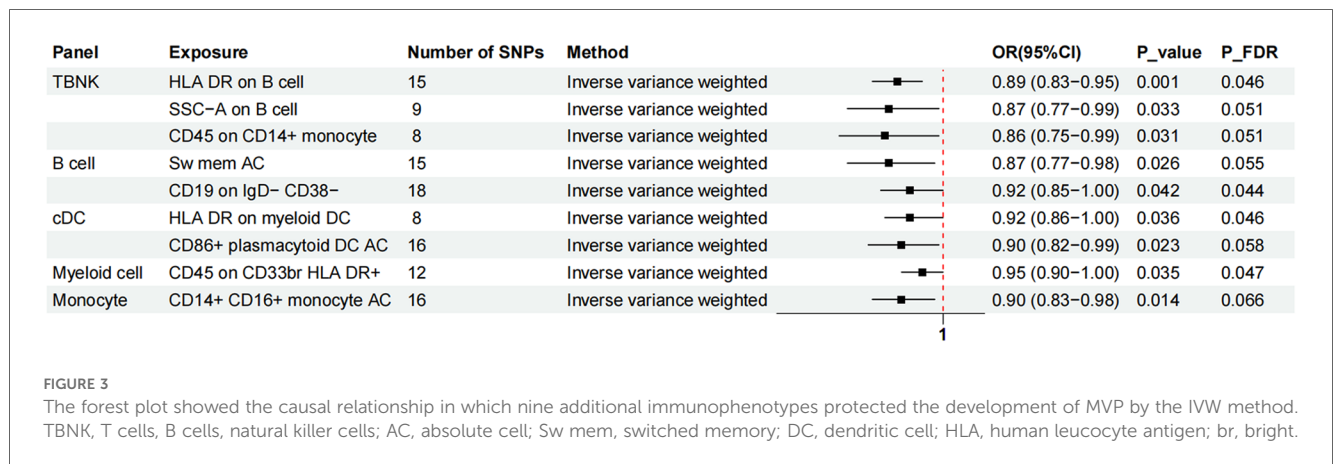 Panel Exposure Number of SNPs Method OR(95%CI) P_value P_FDR
TBNK HLA DR on B cell 15 Inverse variance weighted 0.89 (0.83−0.95) 0.001 0.046
SSC−A on B cell 9 Inverse variance weighted 0.87 (0.77−0.99) 0.033 0.051
CD45 on CD14+ monocyte 8 Inverse variance weighted 0.86 (0.75−0.99) 0.031 0.051
B cell Sw mem AC 15 Inverse variance weighted 0.87 (0.77−0.98) 0.026 0.055
CD19 on IgD− CD38− 18 Inverse variance weighted 0.92 (0.85−1.00) 0.042 0.044
cDC HLA DR on myeloid DC 8 Inverse variance weighted 0.92 (0.86−1.00) 0.036 0.046
CD86+ plasmacytoid DC AC 16 Inverse variance weighted 0.90 (0.82−0.99) 0.023 0.058
Myeloid cell CD45 on CD33br HLA DR+ 12 Inverse variance weighted 0.95 (0.90−1.00) 0.035 0.047
Monocyte CD14+ CD16+ monocyte AC 16 Inverse variance weighted 0.90 (0.83−0.98) 0.014 0.066
1
FIGURE 3
The forest plot showed the causal relationship in which nine additional immunophenotypes protected the development of MVP by the IVW method.
TBNK, T cells, B cells, natural killer cells; AC, absolute cell; Sw mem, switched memory; DC, dendritic cell; HLA, human leucocyte antigen; br, bright.